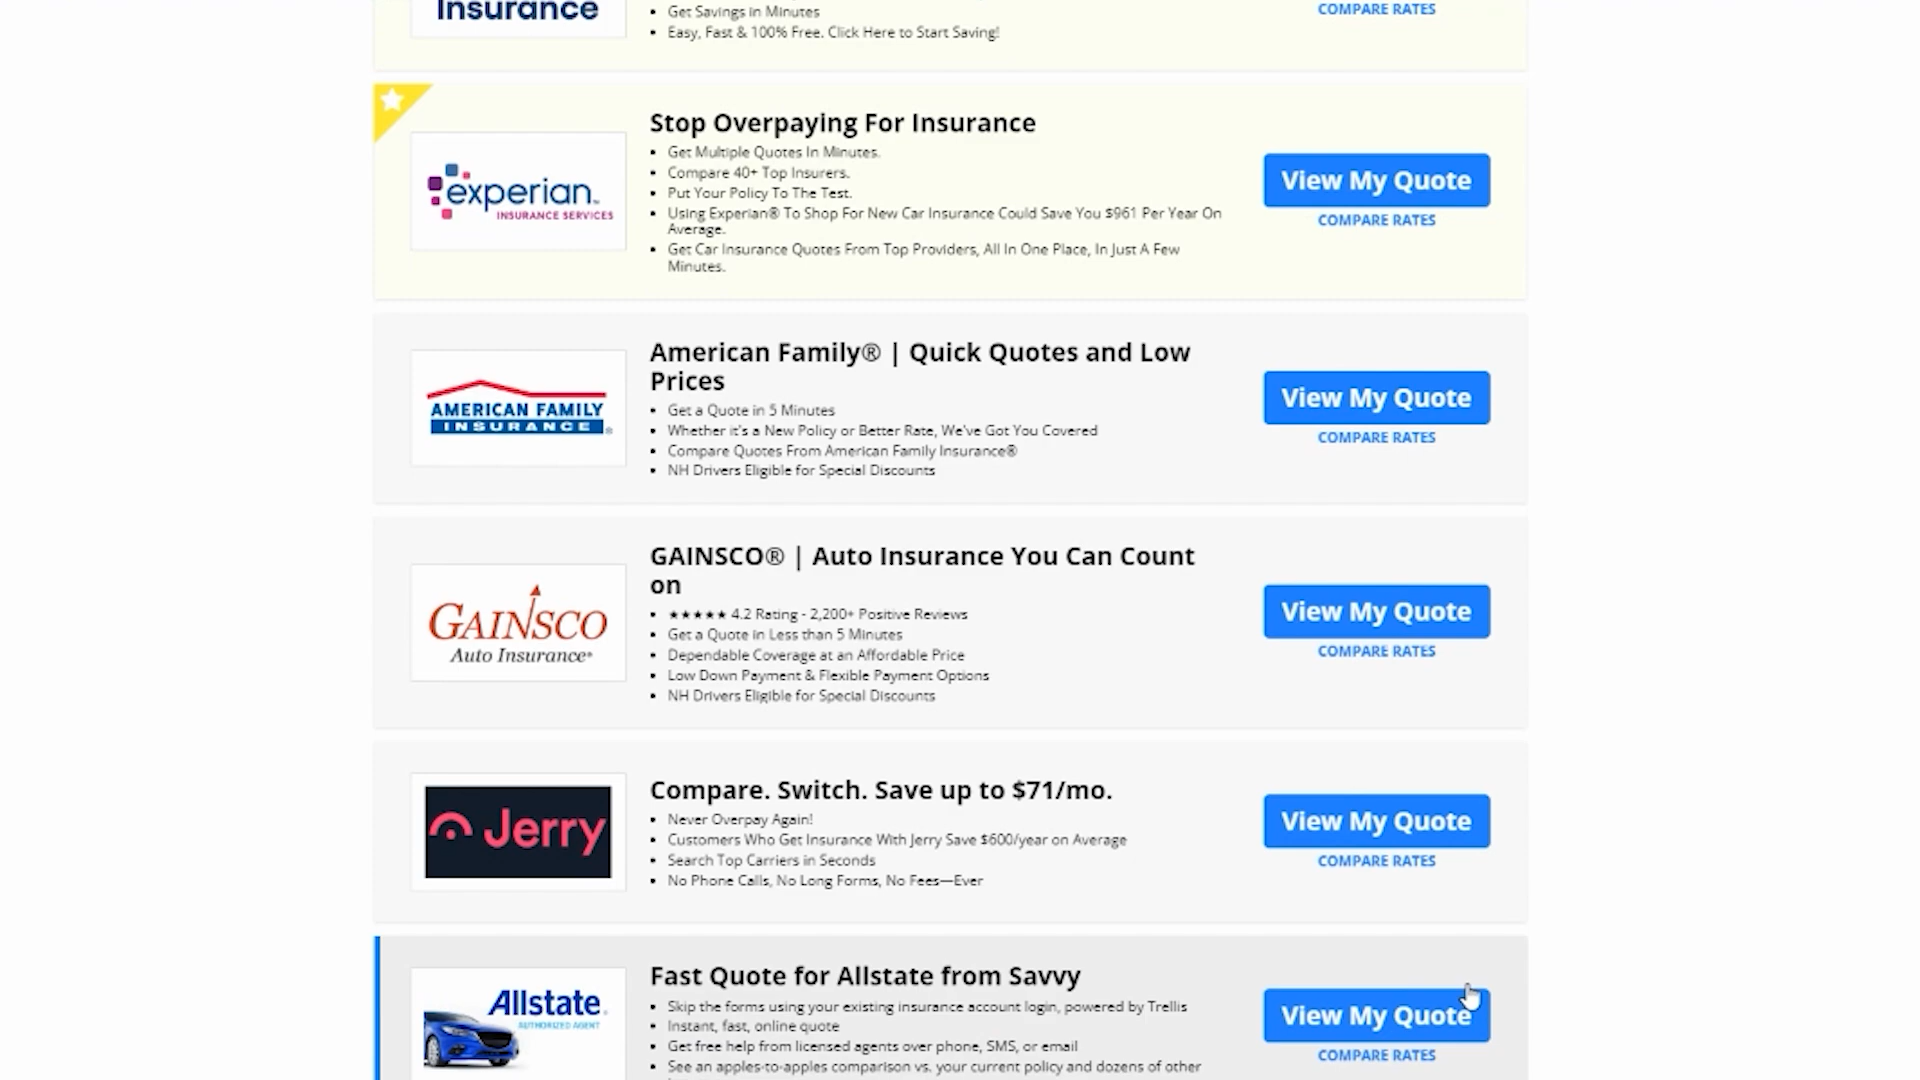 Insurance
Get Savings in Minutes
Easy, Fast & 100% Free. Click Here to Start Saving!
COMPARE RATES
experian™
INSURANCE SERVICES
Stop Overpaying For Insurance
Get Multiple Quotes In Minutes.
Compare 40+ Top Insurers.
Put Your Policy To The Test.
Using Experian® To Shop For New Car Insurance Could Save You $961 Per Year On
Average.
Get Car Insurance Quotes From Top Providers, All In One Place, In Just A Few
Minutes.
View My Quote
COMPARE RATES
AMERICAN FAMILY
INSURANCE®
American Family® | Quick Quotes and Low
Prices
Get a Quote in 5 Minutes
Whether it's a New Policy or Better Rate, We've Got You Covered
Compare Quotes From American Family Insurance®
NH Drivers Eligible for Special Discounts
View My Quote
COMPARE RATES
GAINSCO
Auto Insurance®
GAINSCO® | Auto Insurance You Can Count
on
★★★★★ 4.2 Rating - 2,200+ Positive Reviews
Get a Quote in Less than 5 Minutes
Dependable Coverage at an Affordable Price
Low Down Payment & Flexible Payment Options
NH Drivers Eligible for Special Discounts
View My Quote
COMPARE RATES
Jerry
Compare. Switch. Save up to $71/mo.
Never Overpay Again!
Customers Who Get Insurance With Jerry Save $600/year on Average
Search Top Carriers in Seconds
No Phone Calls, No Long Forms, No Fees—Ever
View My Quote
COMPARE RATES
Allstate
AUTHORIZED AGENT
Fast Quote for Allstate from Savvy
Skip the forms using your existing insurance account login, powered by Trellis
Instant, fast, online quote
Get free help from licensed agents over phone, SMS, or email
See an apples-to-apples comparison vs. your current policy and dozens of other
View My Quote
COMPARE RATES